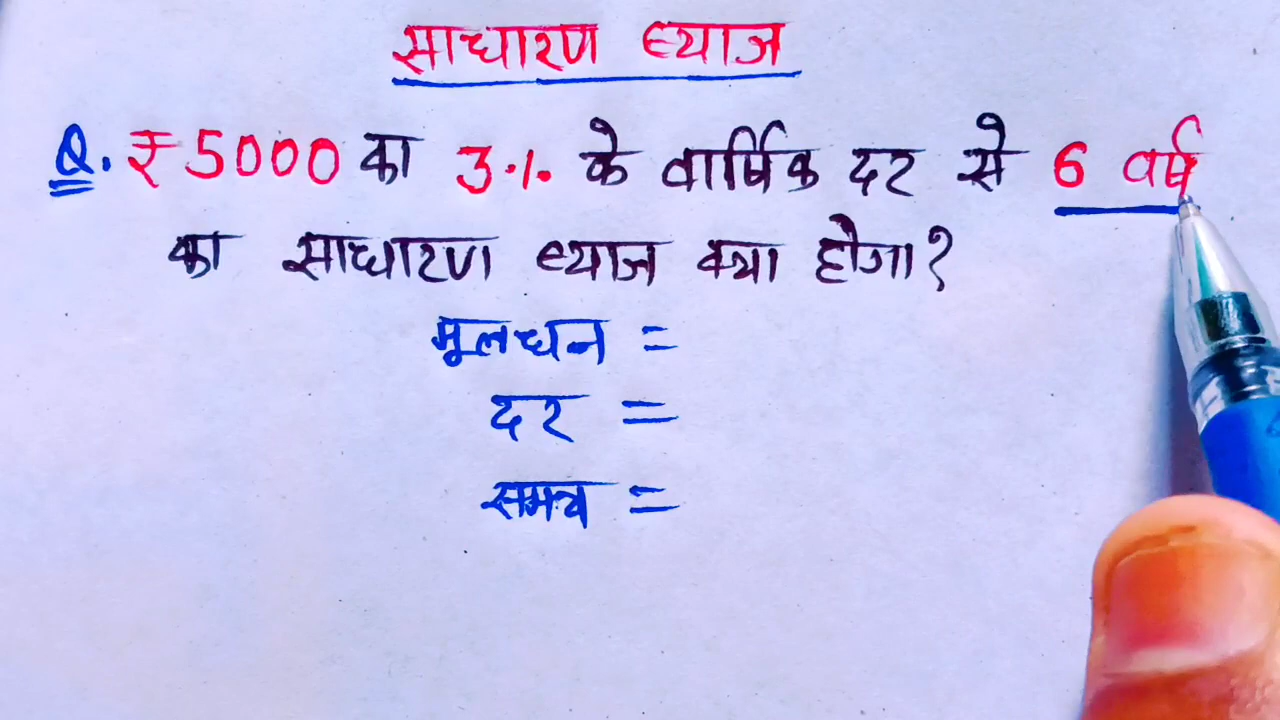 साधारण ब्याज
Q. ₹5000 का 3% के वार्षिक दर से 6 वर्ष
का साधारण ब्याज क्या होगा?
मूलधन =
दर =
समय =